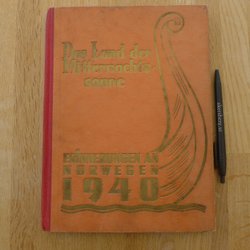 Das Land der
Mitternachts
sonne
ERINNERUNGEN AN
NORWEGEN
1940